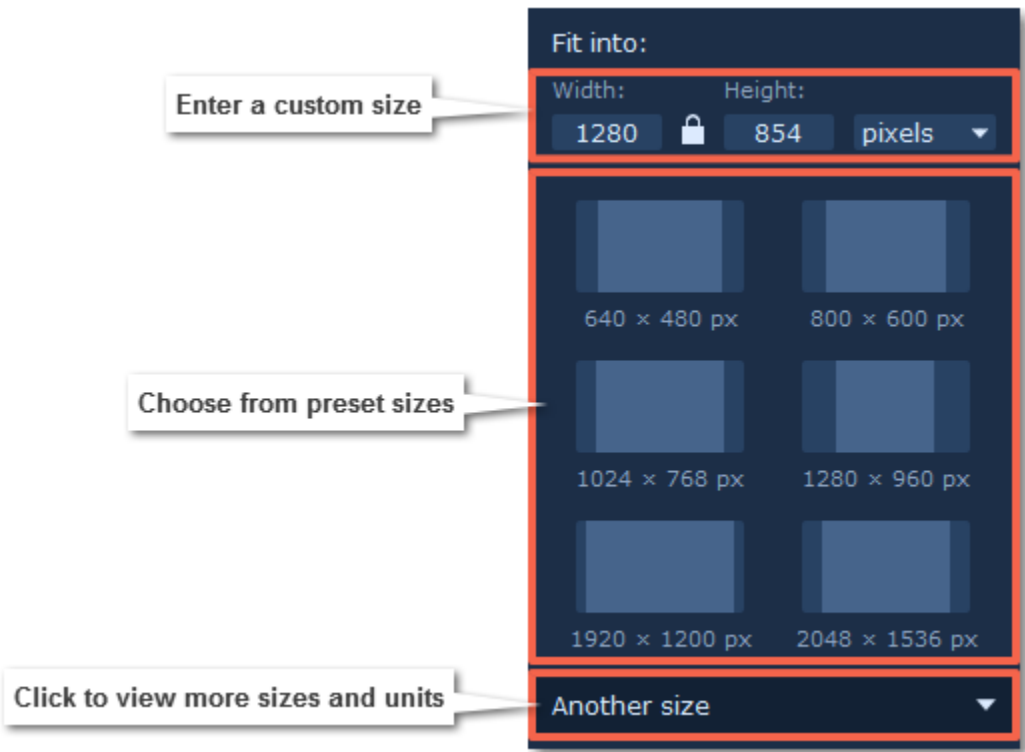 Fit into:
Enter a custom size
Width: Height:
1280 854 pixels
640 × 480 px 800 × 600 px
Choose from preset sizes
1024 × 768 px 1280 × 960 px
1920 × 1200 px 2048 × 1536 px
Click to view more sizes and units
Another size